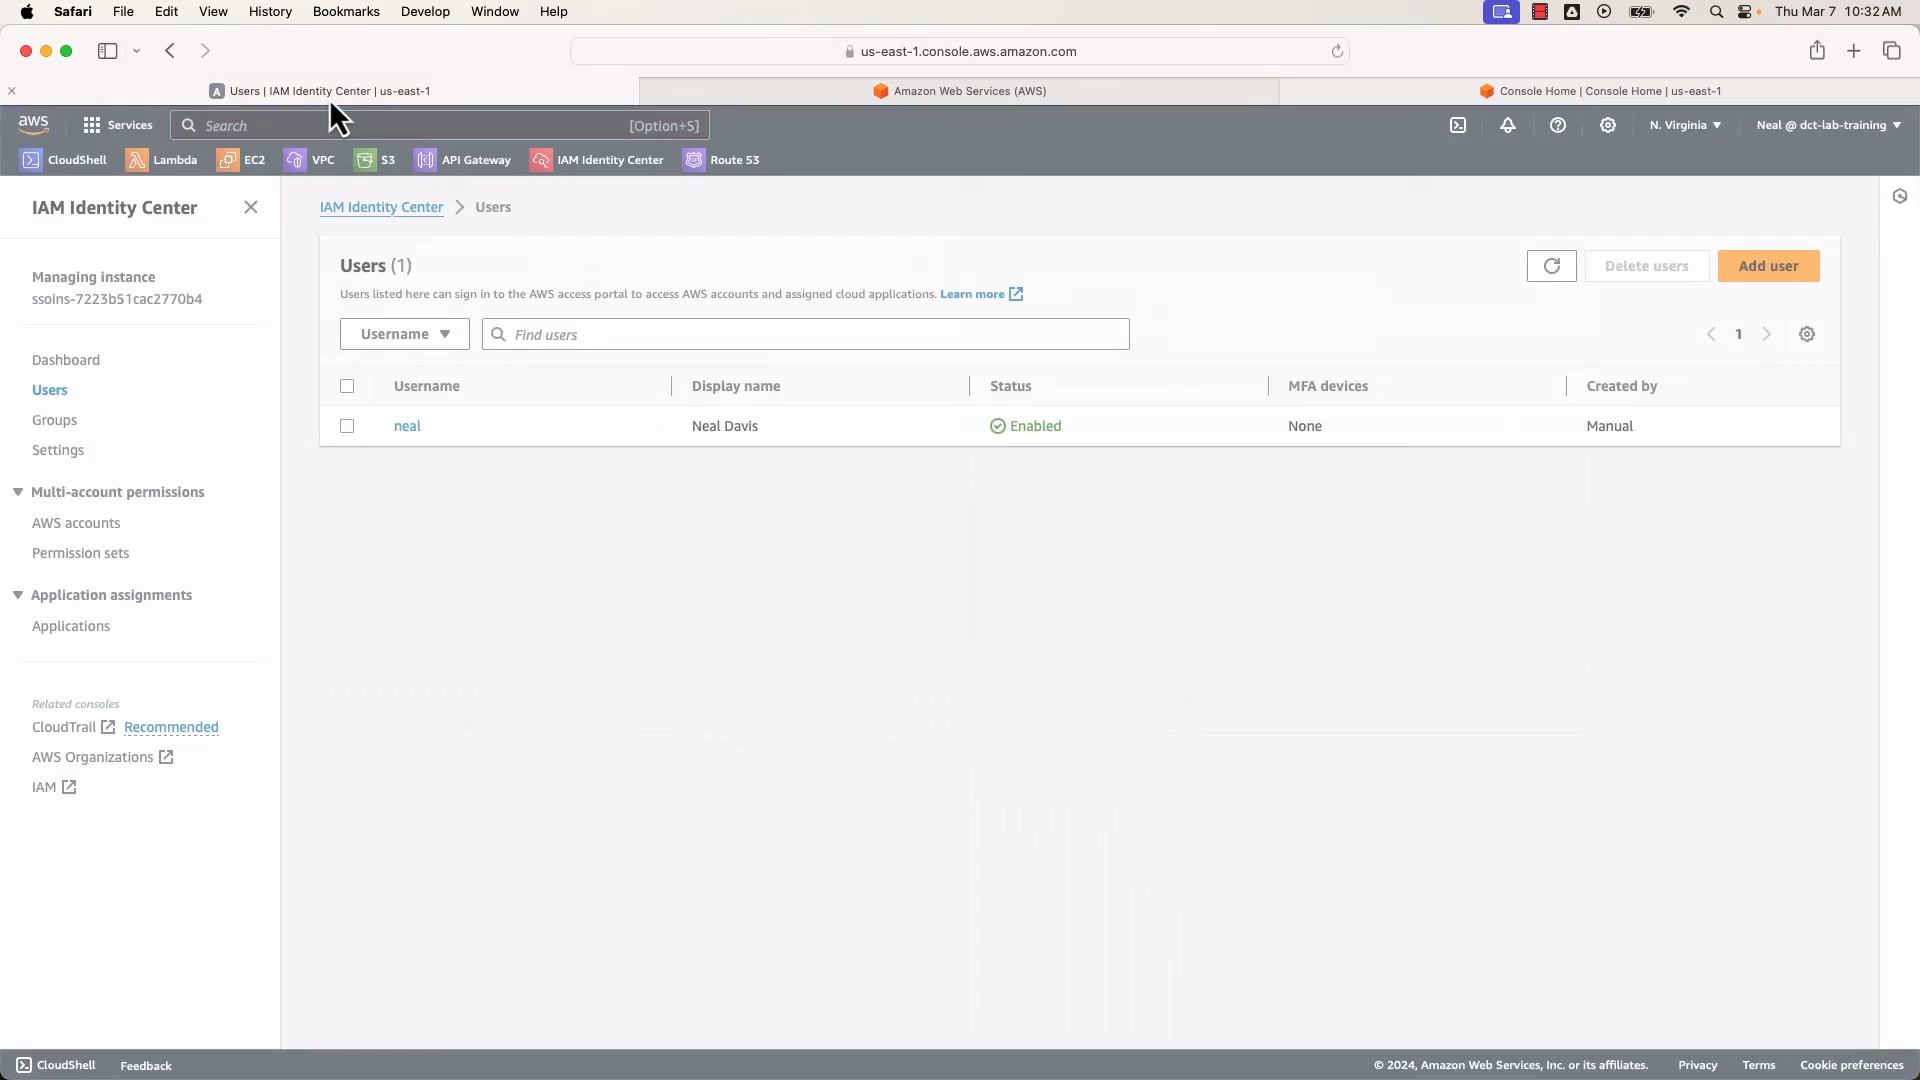 Safari File Edit View History Bookmarks Develop Window Help Thu Mar 7 10:32 AM
us-east-1.console.aws.amazon.com
Users | IAM Identity Center | us-east-1 Amazon Web Services (AWS) Console Home | Console Home | us-east-1
aws Services Search [Option+S] N. Virginia Neal @ dct-lab-training
CloudShell Lambda EC2 VPC S3 API Gateway IAM Identity Center Route 53
IAM Identity Center
IAM Identity Center Users
Managing instance
ssoins-7223b51cac2770b4
Dashboard
Users
Groups
Settings
Multi-account permissions
AWS accounts
Permission sets
Application assignments
Applications
Related consoles
CloudTrail Recommended
AWS Organizations
IAM
Users (1) Delete users Add user
Users listed here can sign in to the AWS access portal to access AWS accounts and assigned cloud applications. Learn more
Username Find users 1
Username Display name Status MFA devices Created by
neal Neal Davis Enabled None Manual
CloudShell Feedback © 2024, Amazon Web Services, Inc. or its affiliates. Privacy Terms Cookie preferences